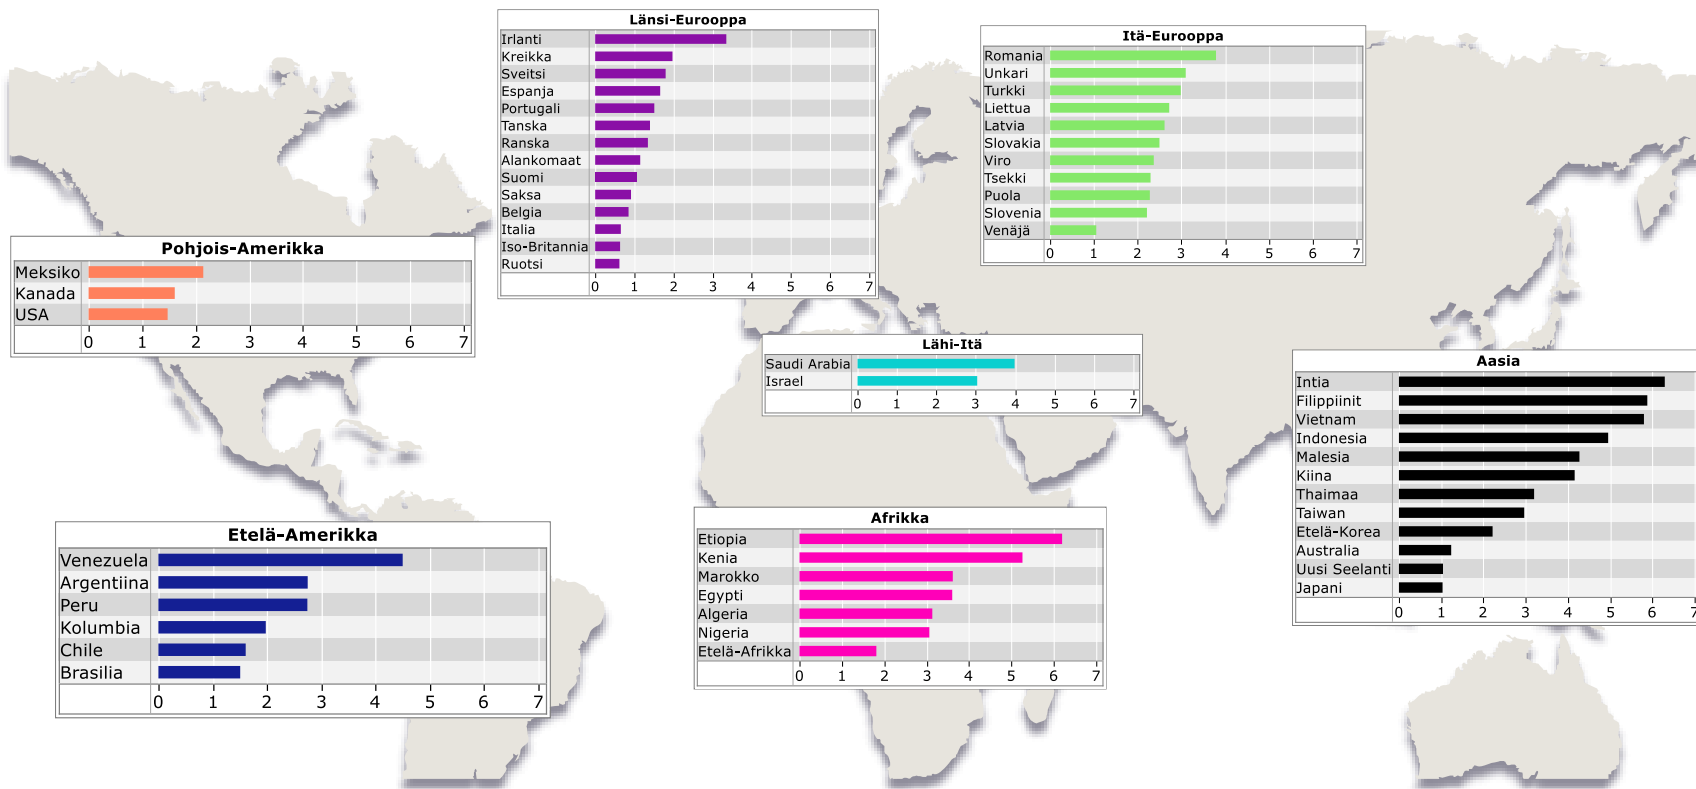 Länsi-Eurooppa
Irlanti
Kreikka
Sveitsi
Espanja
Portugali
Tanska
Ranska
Alankomaat
Suomi
Saksa
Belgia
Italia
Iso-Britannia
Ruotsi
0 1 2 3 4 5 6 7
Itä-Eurooppa
Romania
Unkari
Turkki
Liettua
Latvia
Slovakia
Viro
Tsekki
Puola
Slovenia
Venäjä
0 1 2 3 4 5 6 7
Pohjois-Amerikka
Meksiko
Kanada
USA
0 1 2 3 4 5 6 7
Lähi-Itä
Saudi Arabia
Israel
0 1 2 3 4 5 6 7
Aasia
Intia
Filippiinit
Vietnam
Indonesia
Malesia
Kiina
Thaimaa
Taiwan
Etelä-Korea
Australia
Uusi Seelanti
Japani
0 1 2 3 4 5 6 7
Etelä-Amerikka
Venezuela
Argentiina
Peru
Kolumbia
Chile
Brasilia
0 1 2 3 4 5 6 7
Afrikka
Etiopia
Kenia
Marokko
Egypti
Algeria
Nigeria
Etelä-Afrikka
0 1 2 3 4 5 6 7